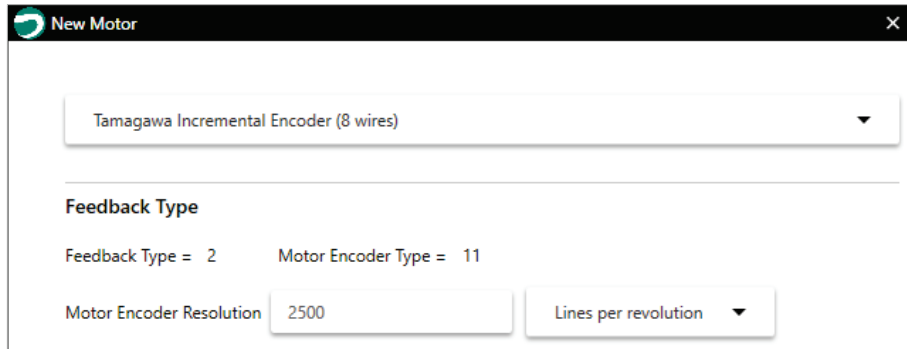 New Motor
Tamagawa Incremental Encoder (8 wires)
Feedback Type
Feedback Type = 2 Motor Encoder Type = 11
Motor Encoder Resolution 2500 Lines per revolution